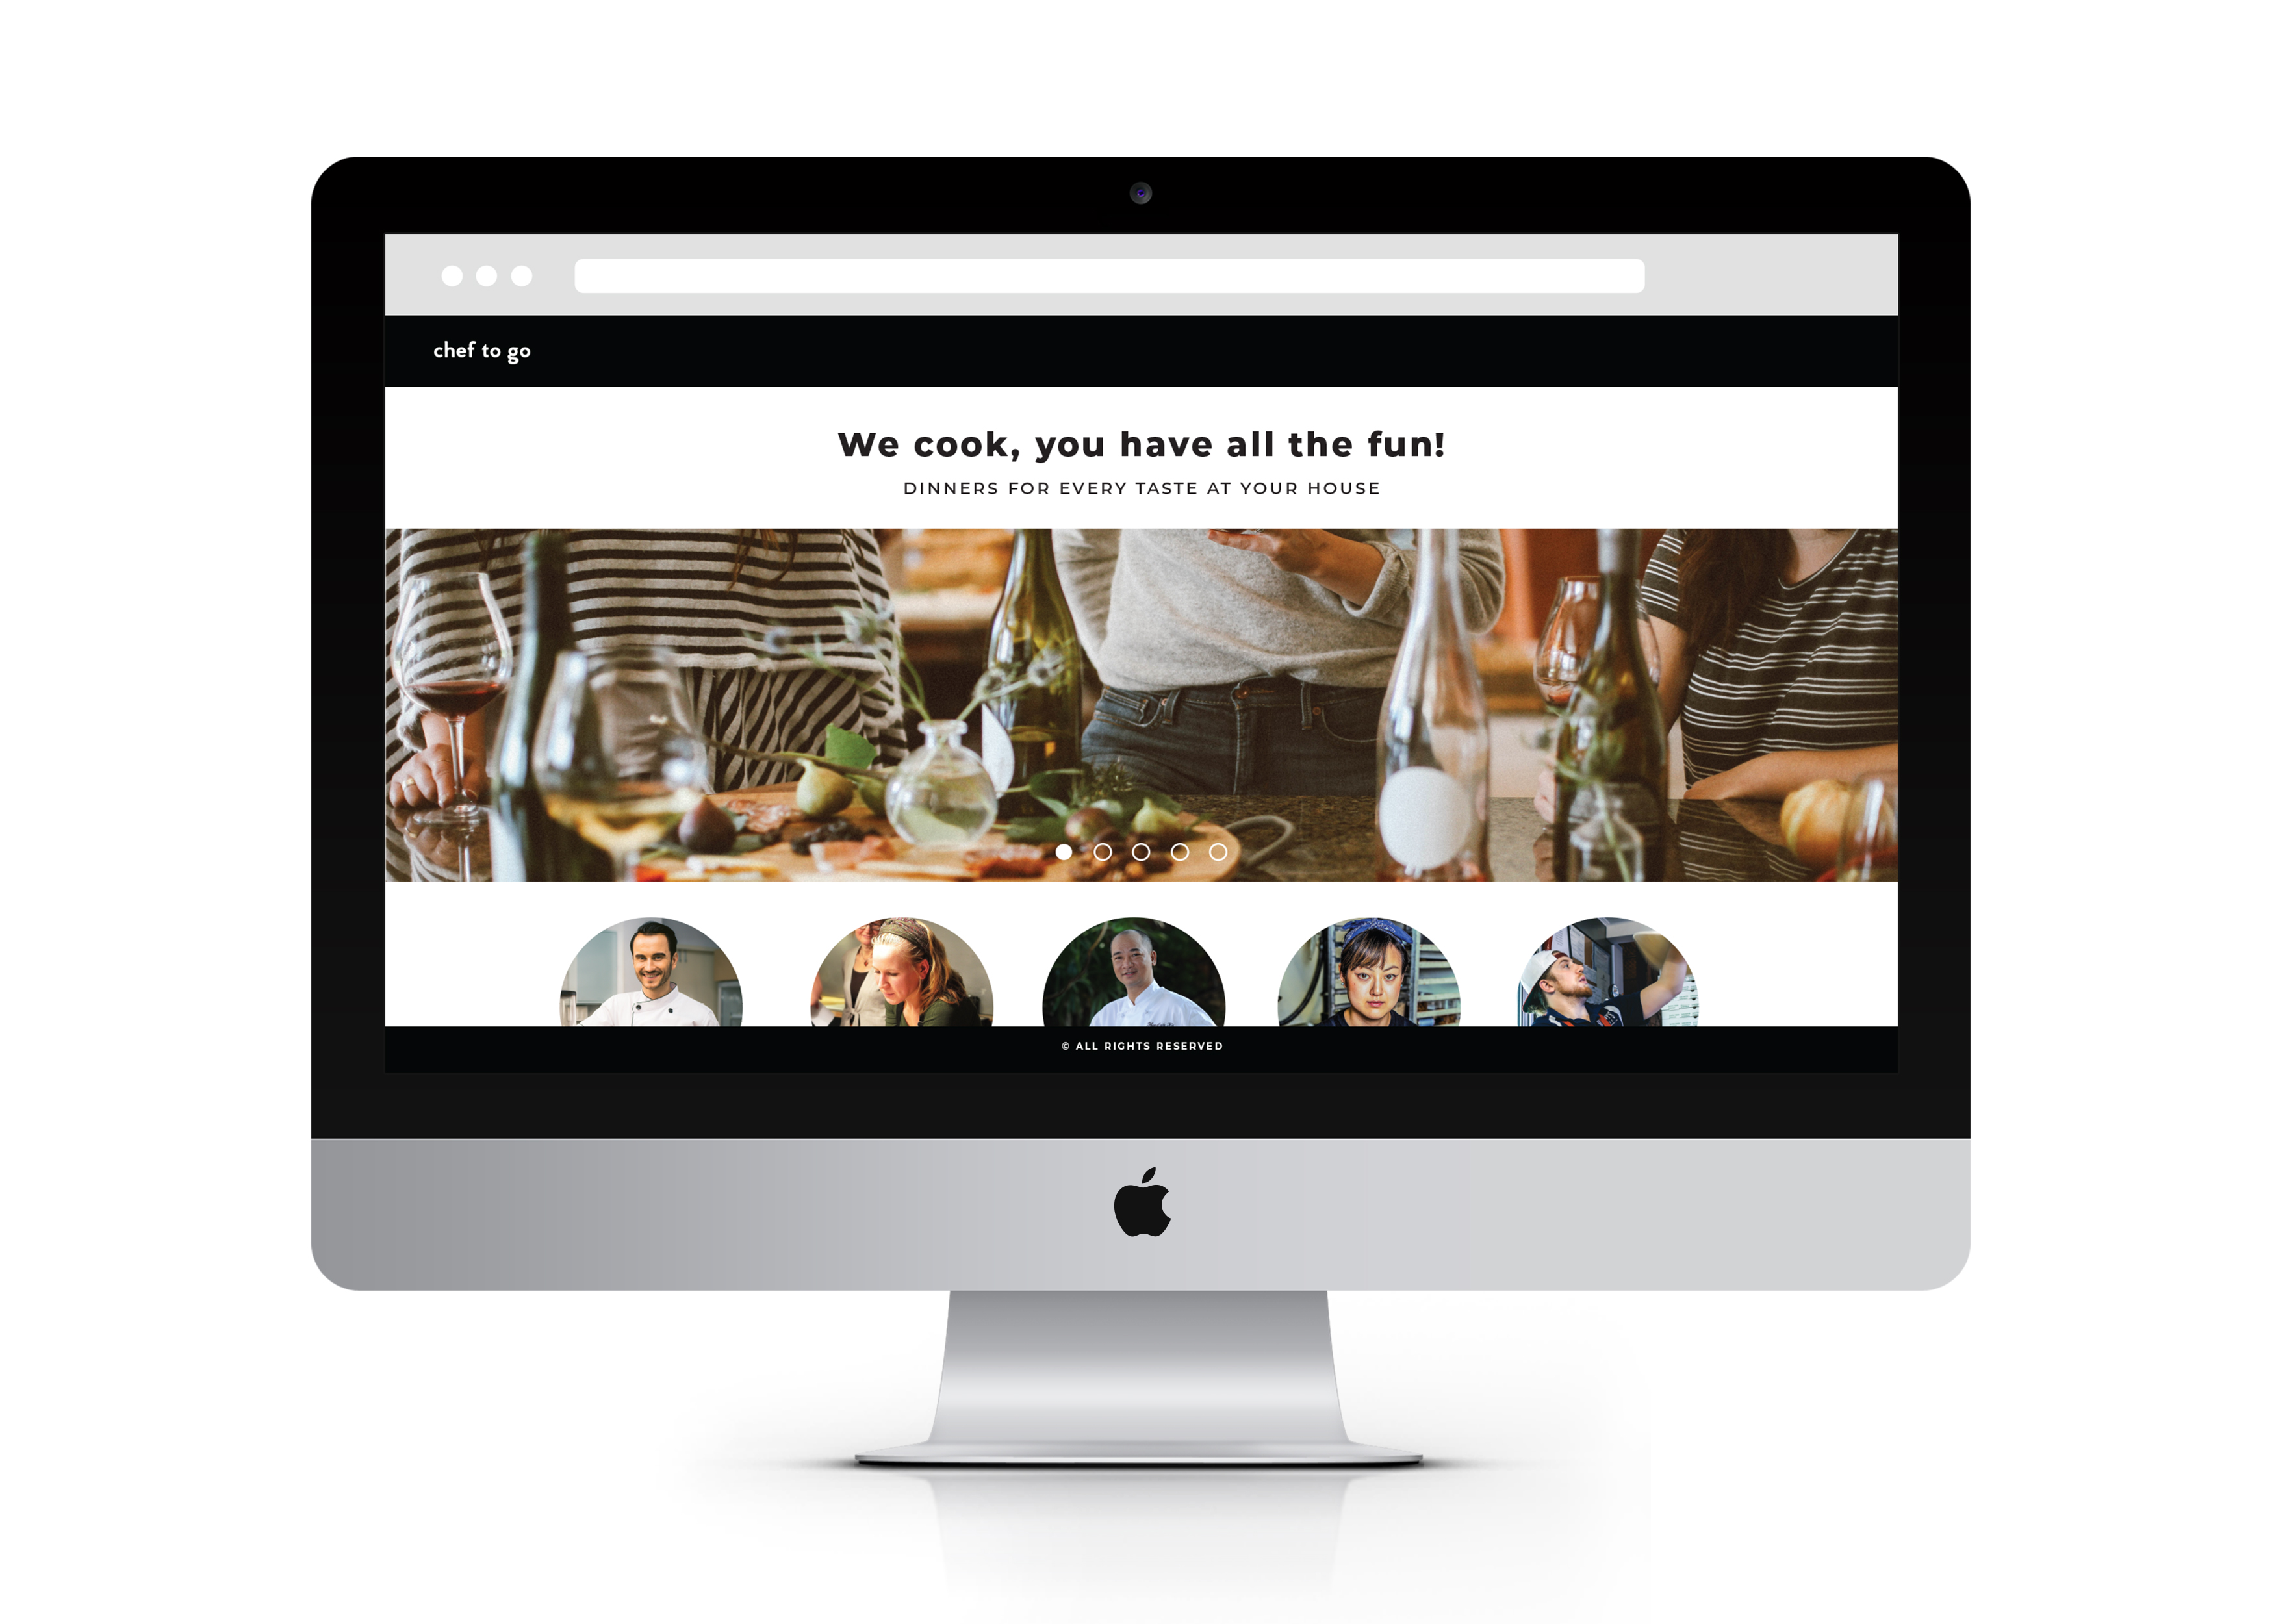 chef to go
We cook, you have all the fun!
DINNERS FOR EVERY TASTE AT YOUR HOUSE
© ALL RIGHTS RESERVED